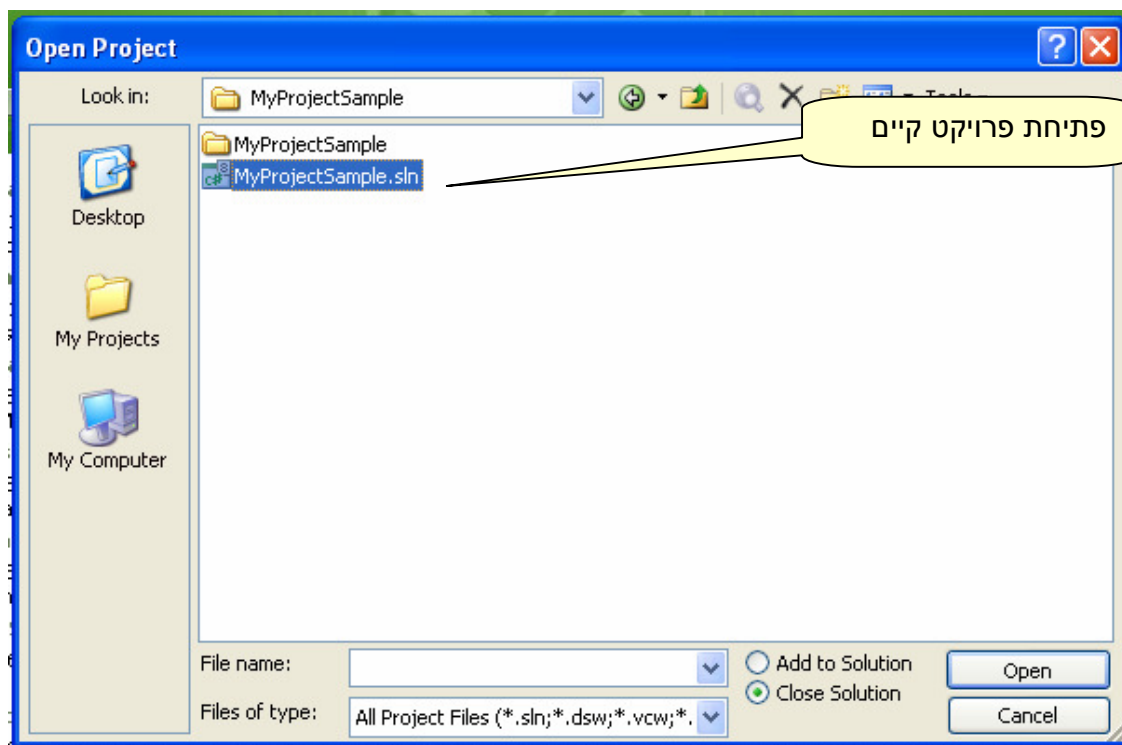 Open Project
Look in:
MyProjectSample
פתיחת פרויקט קיים
MyProjectSample
MyProjectSample.sln
Desktop
My Projects
My Computer
File name:
Add to Solution
Open
Close Solution
Files of type:
All Project Files (*.sln;*.dsw;*.vcw;*.
Cancel